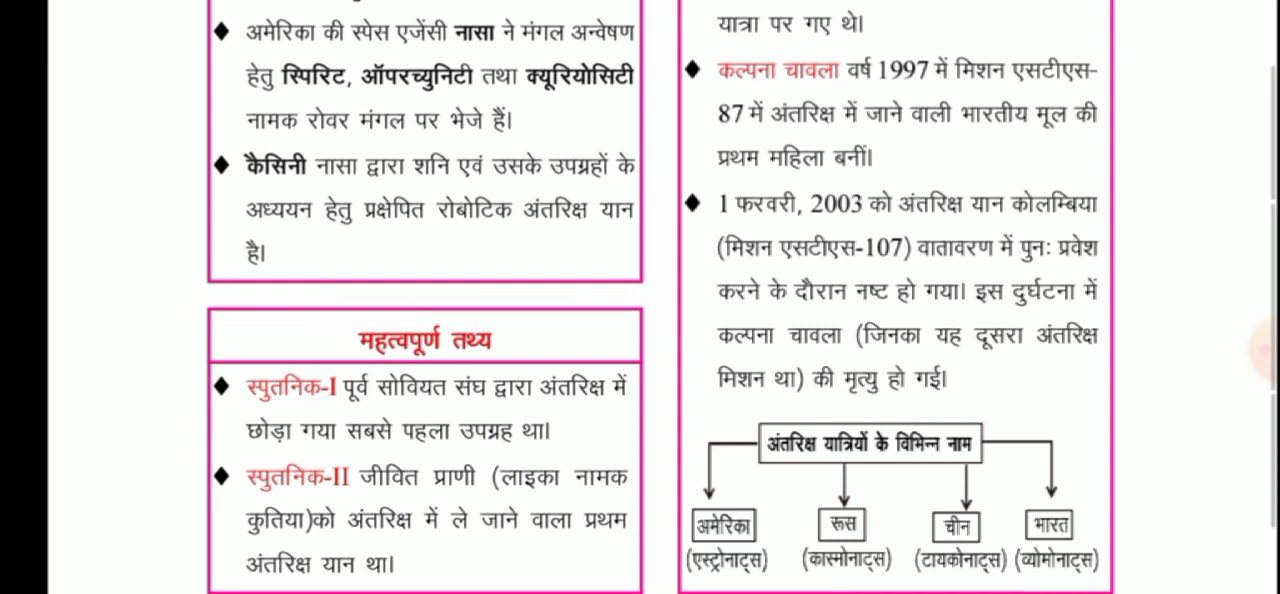 अमेरिका की स्पेस एजेंसी नासा ने मंगल अन्वेषण
हेतु स्पिरिट, ऑपरच्युनिटी तथा क्यूरियोसिटी
नामक रोवर मंगल पर भेजे हैं।
कैसिनी नासा द्वारा शनि एवं उसके उपग्रहों के
अध्ययन हेतु प्रक्षेपित रोबोटिक अंतरिक्ष यान
है।
महत्वपूर्ण तथ्य
स्पुतनिक-I पूर्व सोवियत संघ द्वारा अंतरिक्ष में
छोड़ा गया सबसे पहला उपग्रह था।
स्पुतनिक-II जीवित प्राणी (लाइका नामक
कुतिया)को अंतरिक्ष में ले जाने वाला प्रथम
अंतरिक्ष यान था।
यात्रा पर गए थे।
कल्पना चावला वर्ष 1997 में मिशन एसटीएस-
87 में अंतरिक्ष में जाने वाली भारतीय मूल की
प्रथम महिला बनीं।
1 फरवरी, 2003 को अंतरिक्ष यान कोलम्बिया
(मिशन एसटीएस-107) वातावरण में पुनः प्रवेश
करने के दौरान नष्ट हो गया। इस दुर्घटना में
कल्पना चावला (जिनका यह दूसरा अंतरिक्ष
मिशन था) की मृत्यु हो गई।
अंतरिक्ष यात्रियों के विभिन्न नाम
अमेरिका रूस चीन भारत
(एस्ट्रोनाट्स) (कास्मोनाट्स) (टायकोनाट्स) (व्योमोनाट्स)